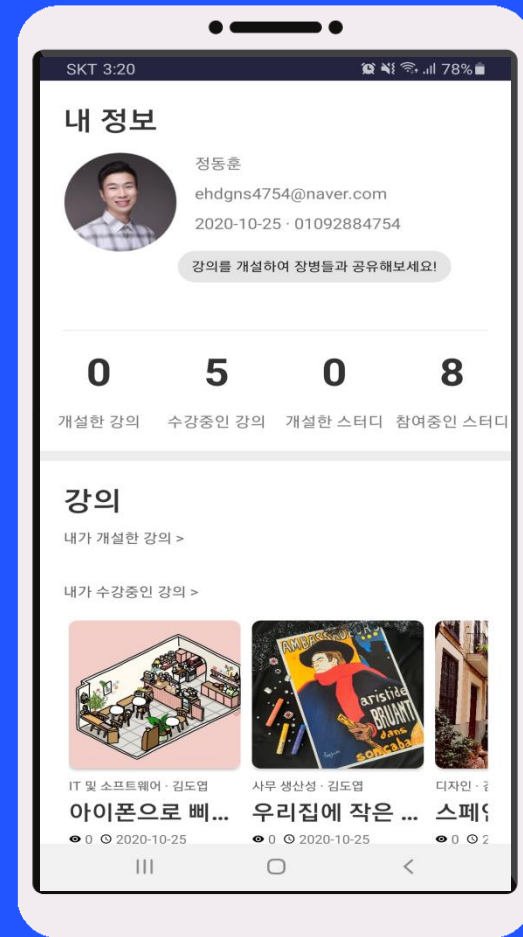 SKT 3:20 78%
내 정보
정동훈
ehdgns4754@naver.com
2020-10-25 · 01092884754
강의를 개설하여 장병들과 공유해보세요!
0 5 0 8
개설한 강의 수강중인 강의 개설한 스터디 참여중인 스터디
강의
내가 개설한 강의 >
내가 수강중인 강의 >
AMBASSADEURS
aristide
BRUANT
dans
son cabaret
IT 및 소프트웨어 · 김도엽 사무 생산성 · 김도엽 디자인 ·
아이폰으로 삐... 우리집에 작은 ... 스페인
0 2020-10-25 0 2020-10-25 0 2